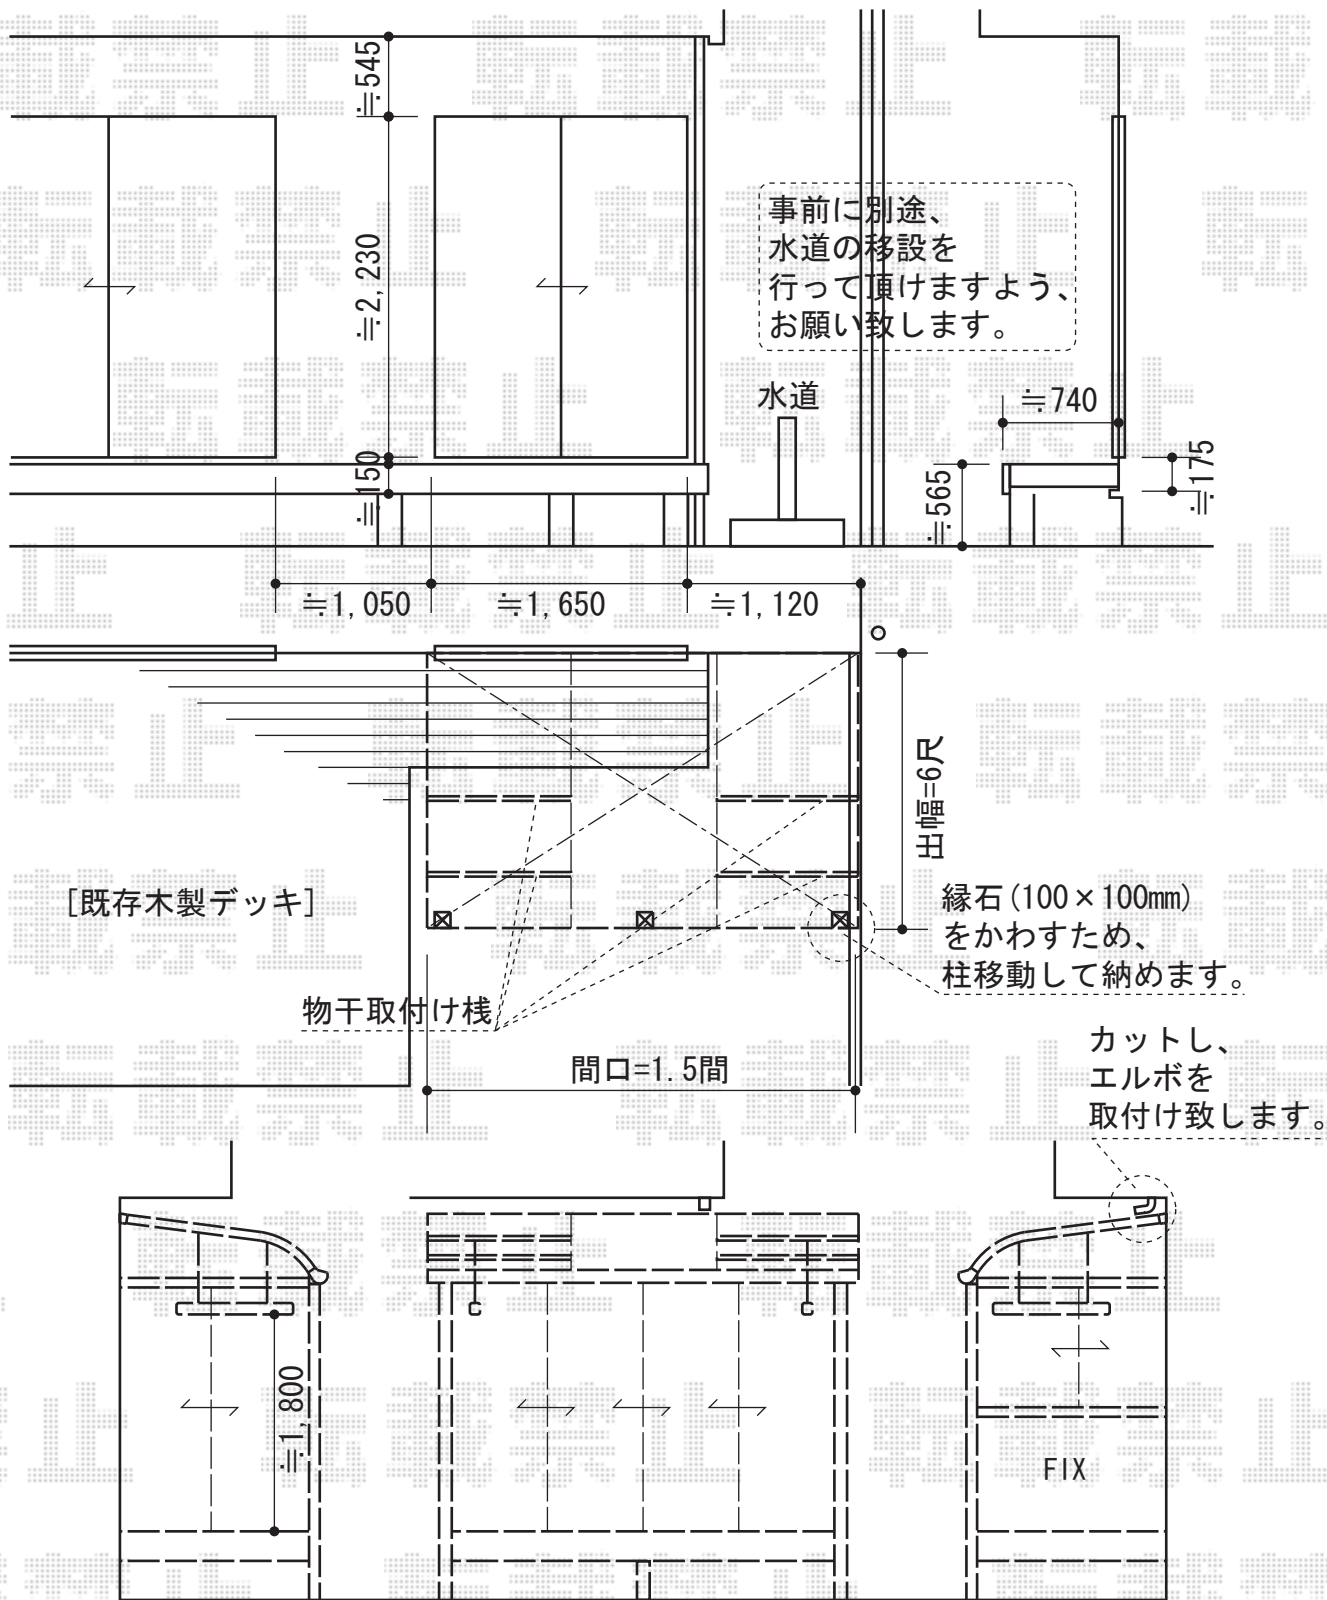 ≒545
≒2,230
≒150
事前に別途、
水道の移設を
行って頂けますよう、
お願い致します。
水道
≒740
≒565
≒175
≒1,050
≒1,650
≒1,120
出幅=6尺
[既存木製デッキ]
縁石(100×100mm)
をかわすため、
柱移動して納めます。
物干取付け桟
間口=1.5間
カットし、
エルボを
取付け致します。
≒1,800
FIX
転載禁止